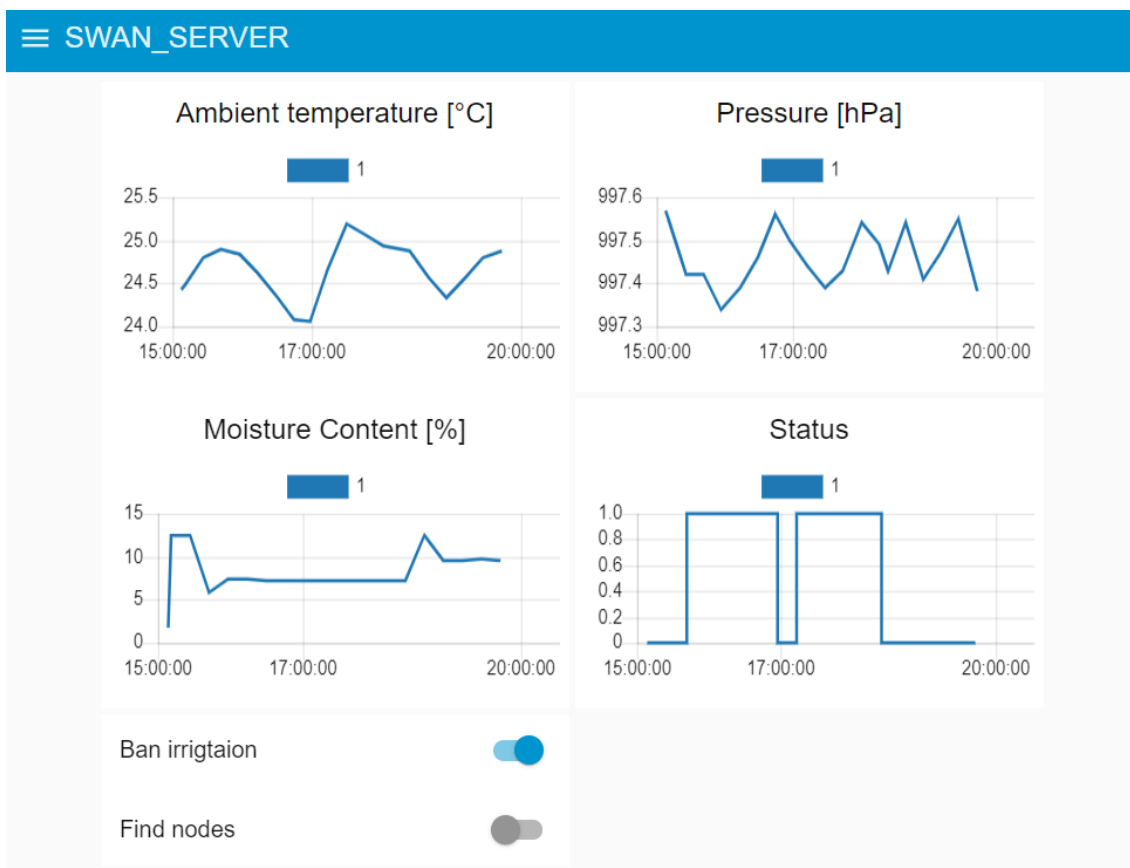 SWAN_SERVER
Ambient temperature [°C]
1
25.5
25.0
24.5
24.0
15:00:00 17:00:00 20:00:00
Pressure [hPa]
1
997.6
997.5
997.4
997.3
15:00:00 17:00:00 20:00:00
Moisture Content [%]
1
15
10
5
0
15:00:00 17:00:00 20:00:00
Status
1
1.0
0.8
0.6
0.4
0.2
0
15:00:00 17:00:00 20:00:00
Ban irrigtaion
Find nodes